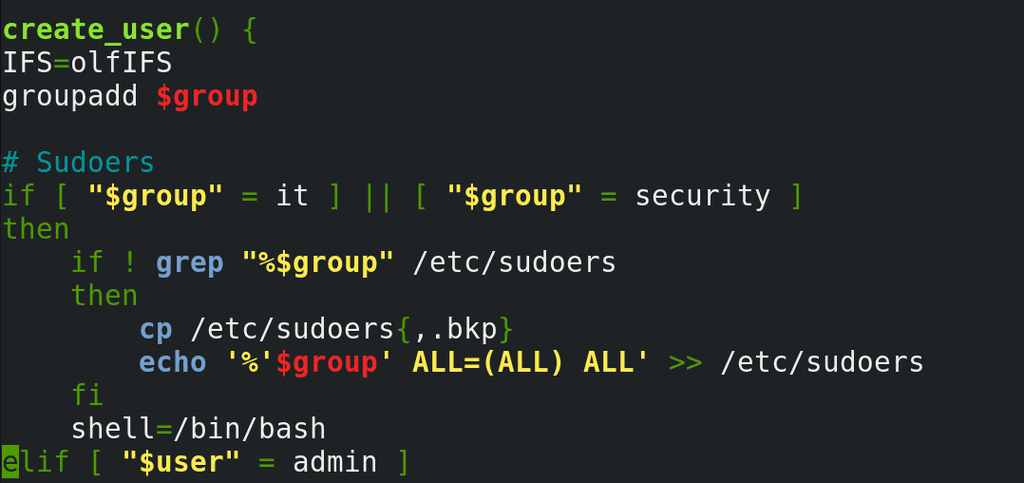 create_user() {
IFS=olfIFS
groupadd $group
# Sudoers
if [ "$group" = it ] || [ "$group" = security ]
then
if ! grep "%$group" /etc/sudoers
then
cp /etc/sudoers{,.bkp}
echo '%'$group' ALL=(ALL) ALL' >> /etc/sudoers
fi
shell=/bin/bash
elif [ "$user" = admin ]